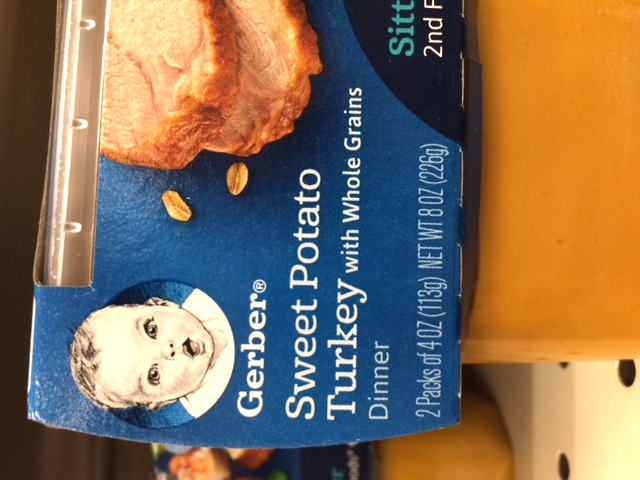 Sitt
2nd F
Gerber®
Sweet Potato
Turkey with Whole Grains
Dinner
2 Packs of 4 OZ (113g) NET WT 8 OZ (226g)